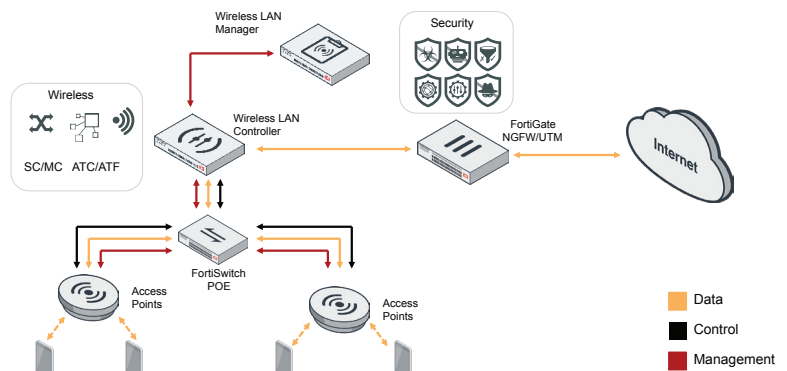 Wireless LAN
Manager
Security
Wireless
SC/MC ATC/ATF
Wireless LAN
Controller
FortiGate
NGFW/UTM
Internet
FortiSwitch
POE
Access
Points
Access
Points
Data
Control
Management